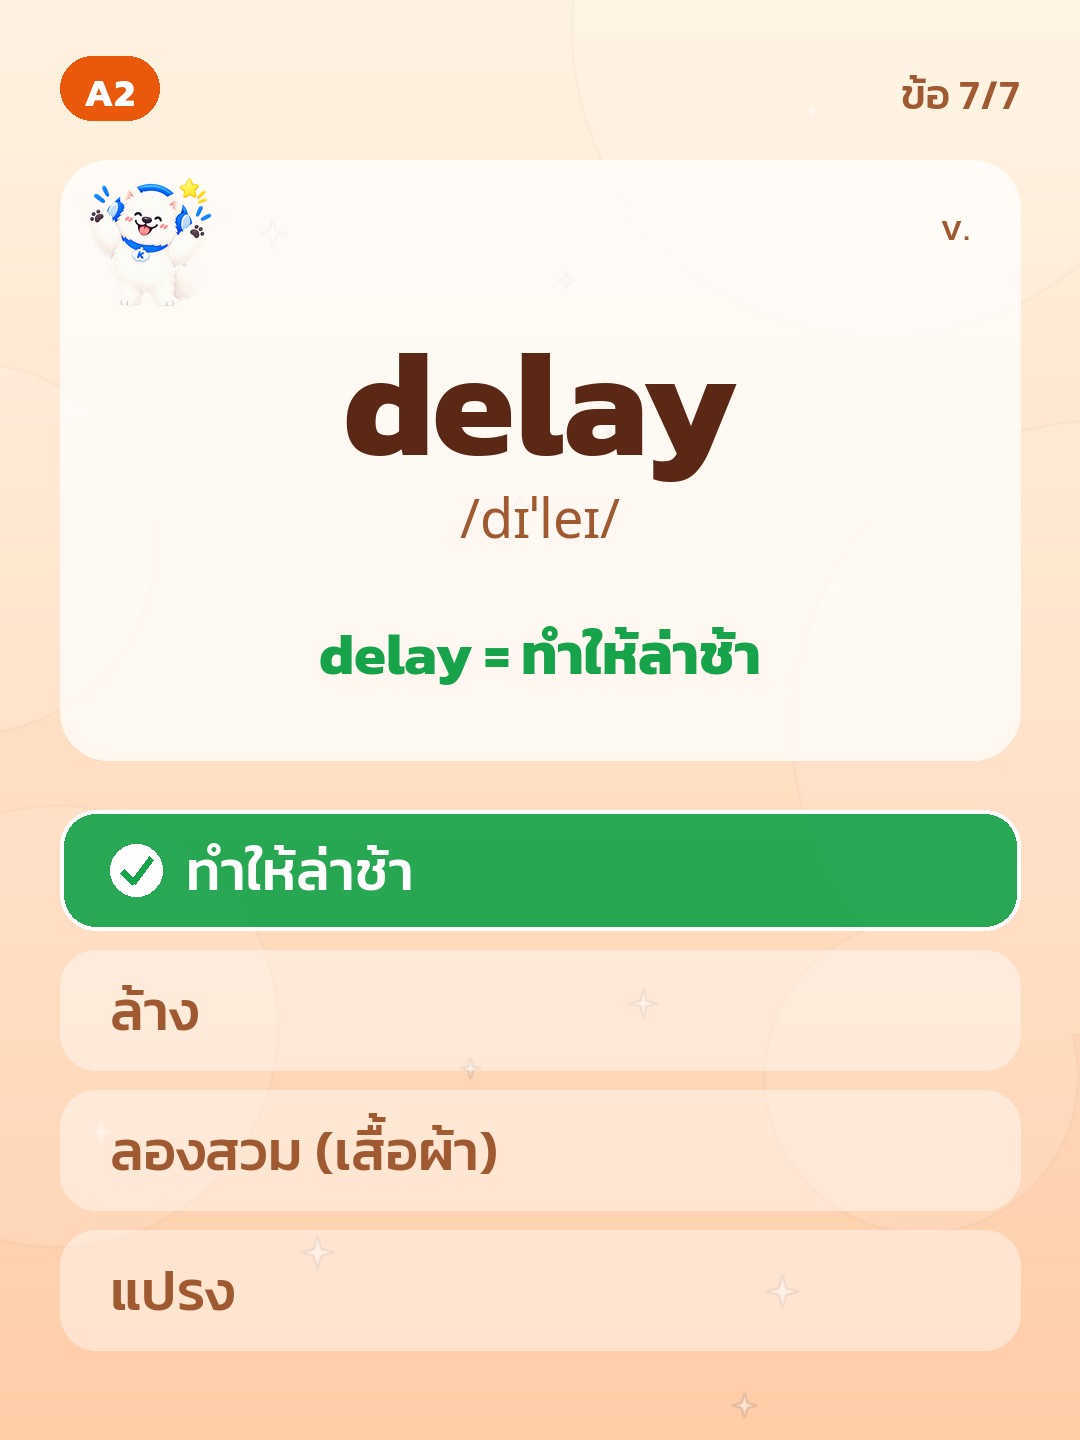 A2
ข้อ 7/7
v.
K
delay
/dɪˈleɪ/
delay = ทำให้ล่าช้า
ทำให้ล่าช้า
ล้าง
ลองสวม (เสื้อผ้า)
แปรง